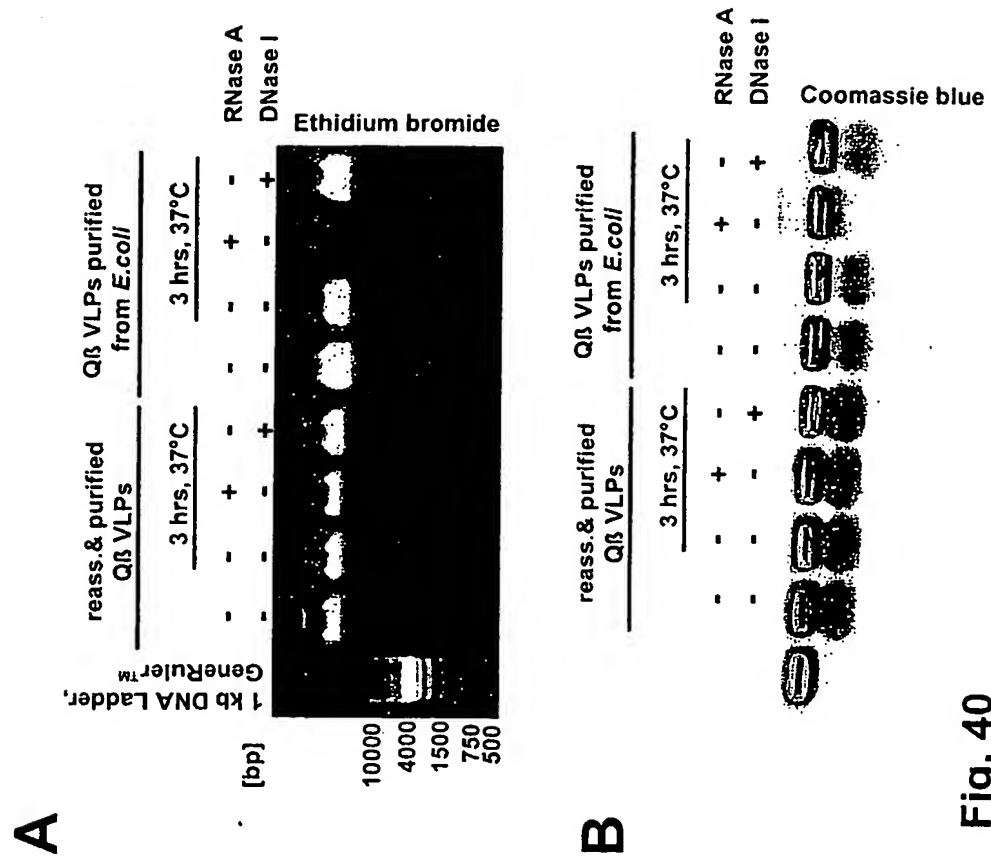 A
reass.& purified
Qß VLPs
Qß VLPs purified
from E.coli
3 hrs, 37°C
3 hrs, 37°C
- - + - - - + - RNase A
- - - + - - - + DNase I
1 kb DNA Ladder,
GeneRuler™
[bp]
10000
4000
1500
750
500
Ethidium bromide
B
reass.& purified
Qß VLPs
Qß VLPs purified
from E.coli
3 hrs, 37°C
3 hrs, 37°C
- - + - - - + - RNase A
- - - + - - - + DNase I
Coomassie blue
Fig. 40